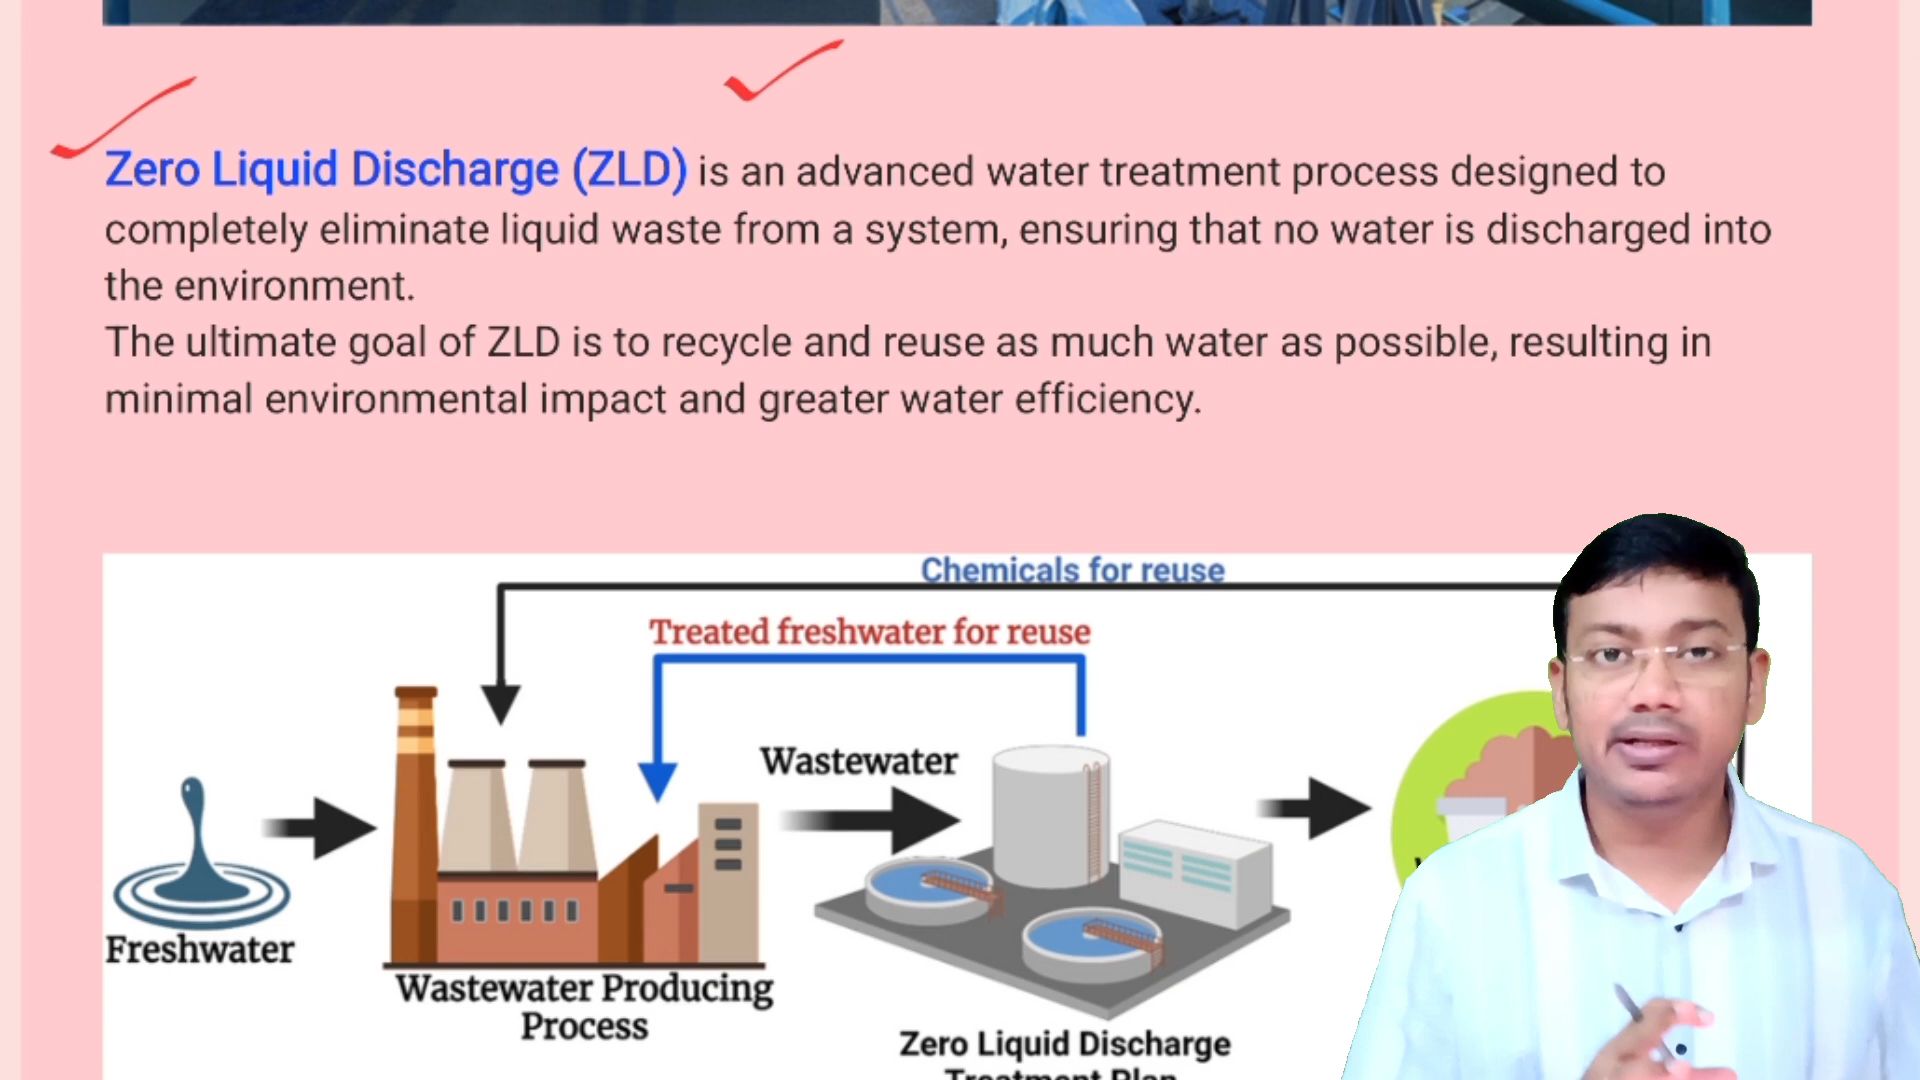 Zero Liquid Discharge (ZLD) is an advanced water treatment process designed to
completely eliminate liquid waste from a system, ensuring that no water is discharged into
the environment.
The ultimate goal of ZLD is to recycle and reuse as much water as possible, resulting in
minimal environmental impact and greater water efficiency.
Chemicals for reuse
Treated freshwater for reuse
Wastewater
Freshwater
Wastewater Producing
Process
Zero Liquid Discharge
Treatment Plan